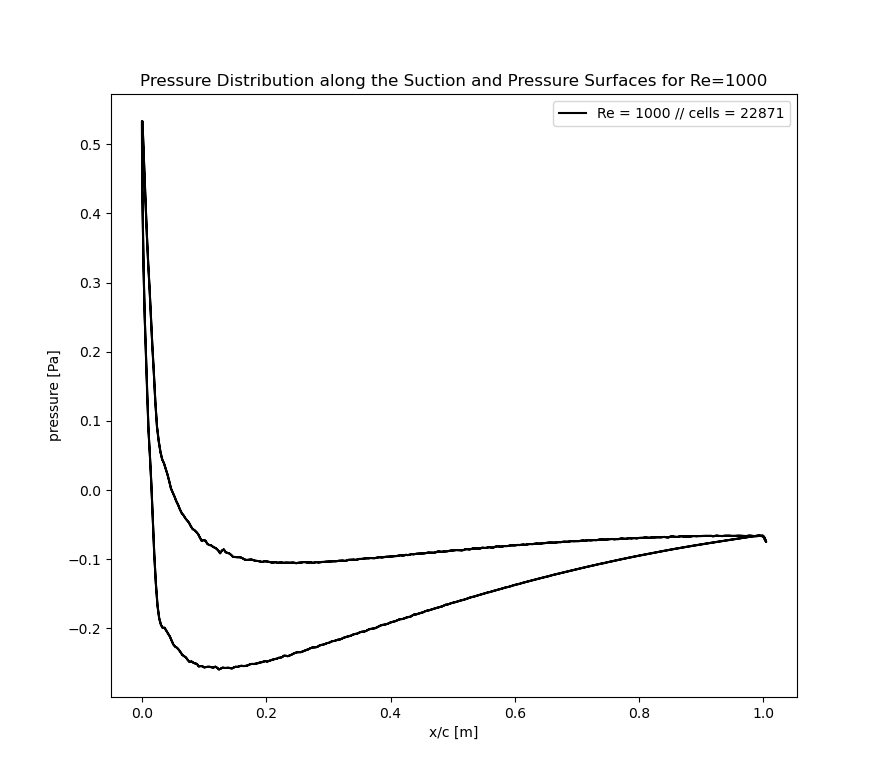 Pressure Distribution along the Suction and Pressure Surfaces for Re=1000
Re = 1000 // cells = 22871
pressure [Pa]
0.5
0.4
0.3
0.2
0.1
0.0
−0.1
−0.2
0.0 0.2 0.4 0.6 0.8 1.0
x/c [m]